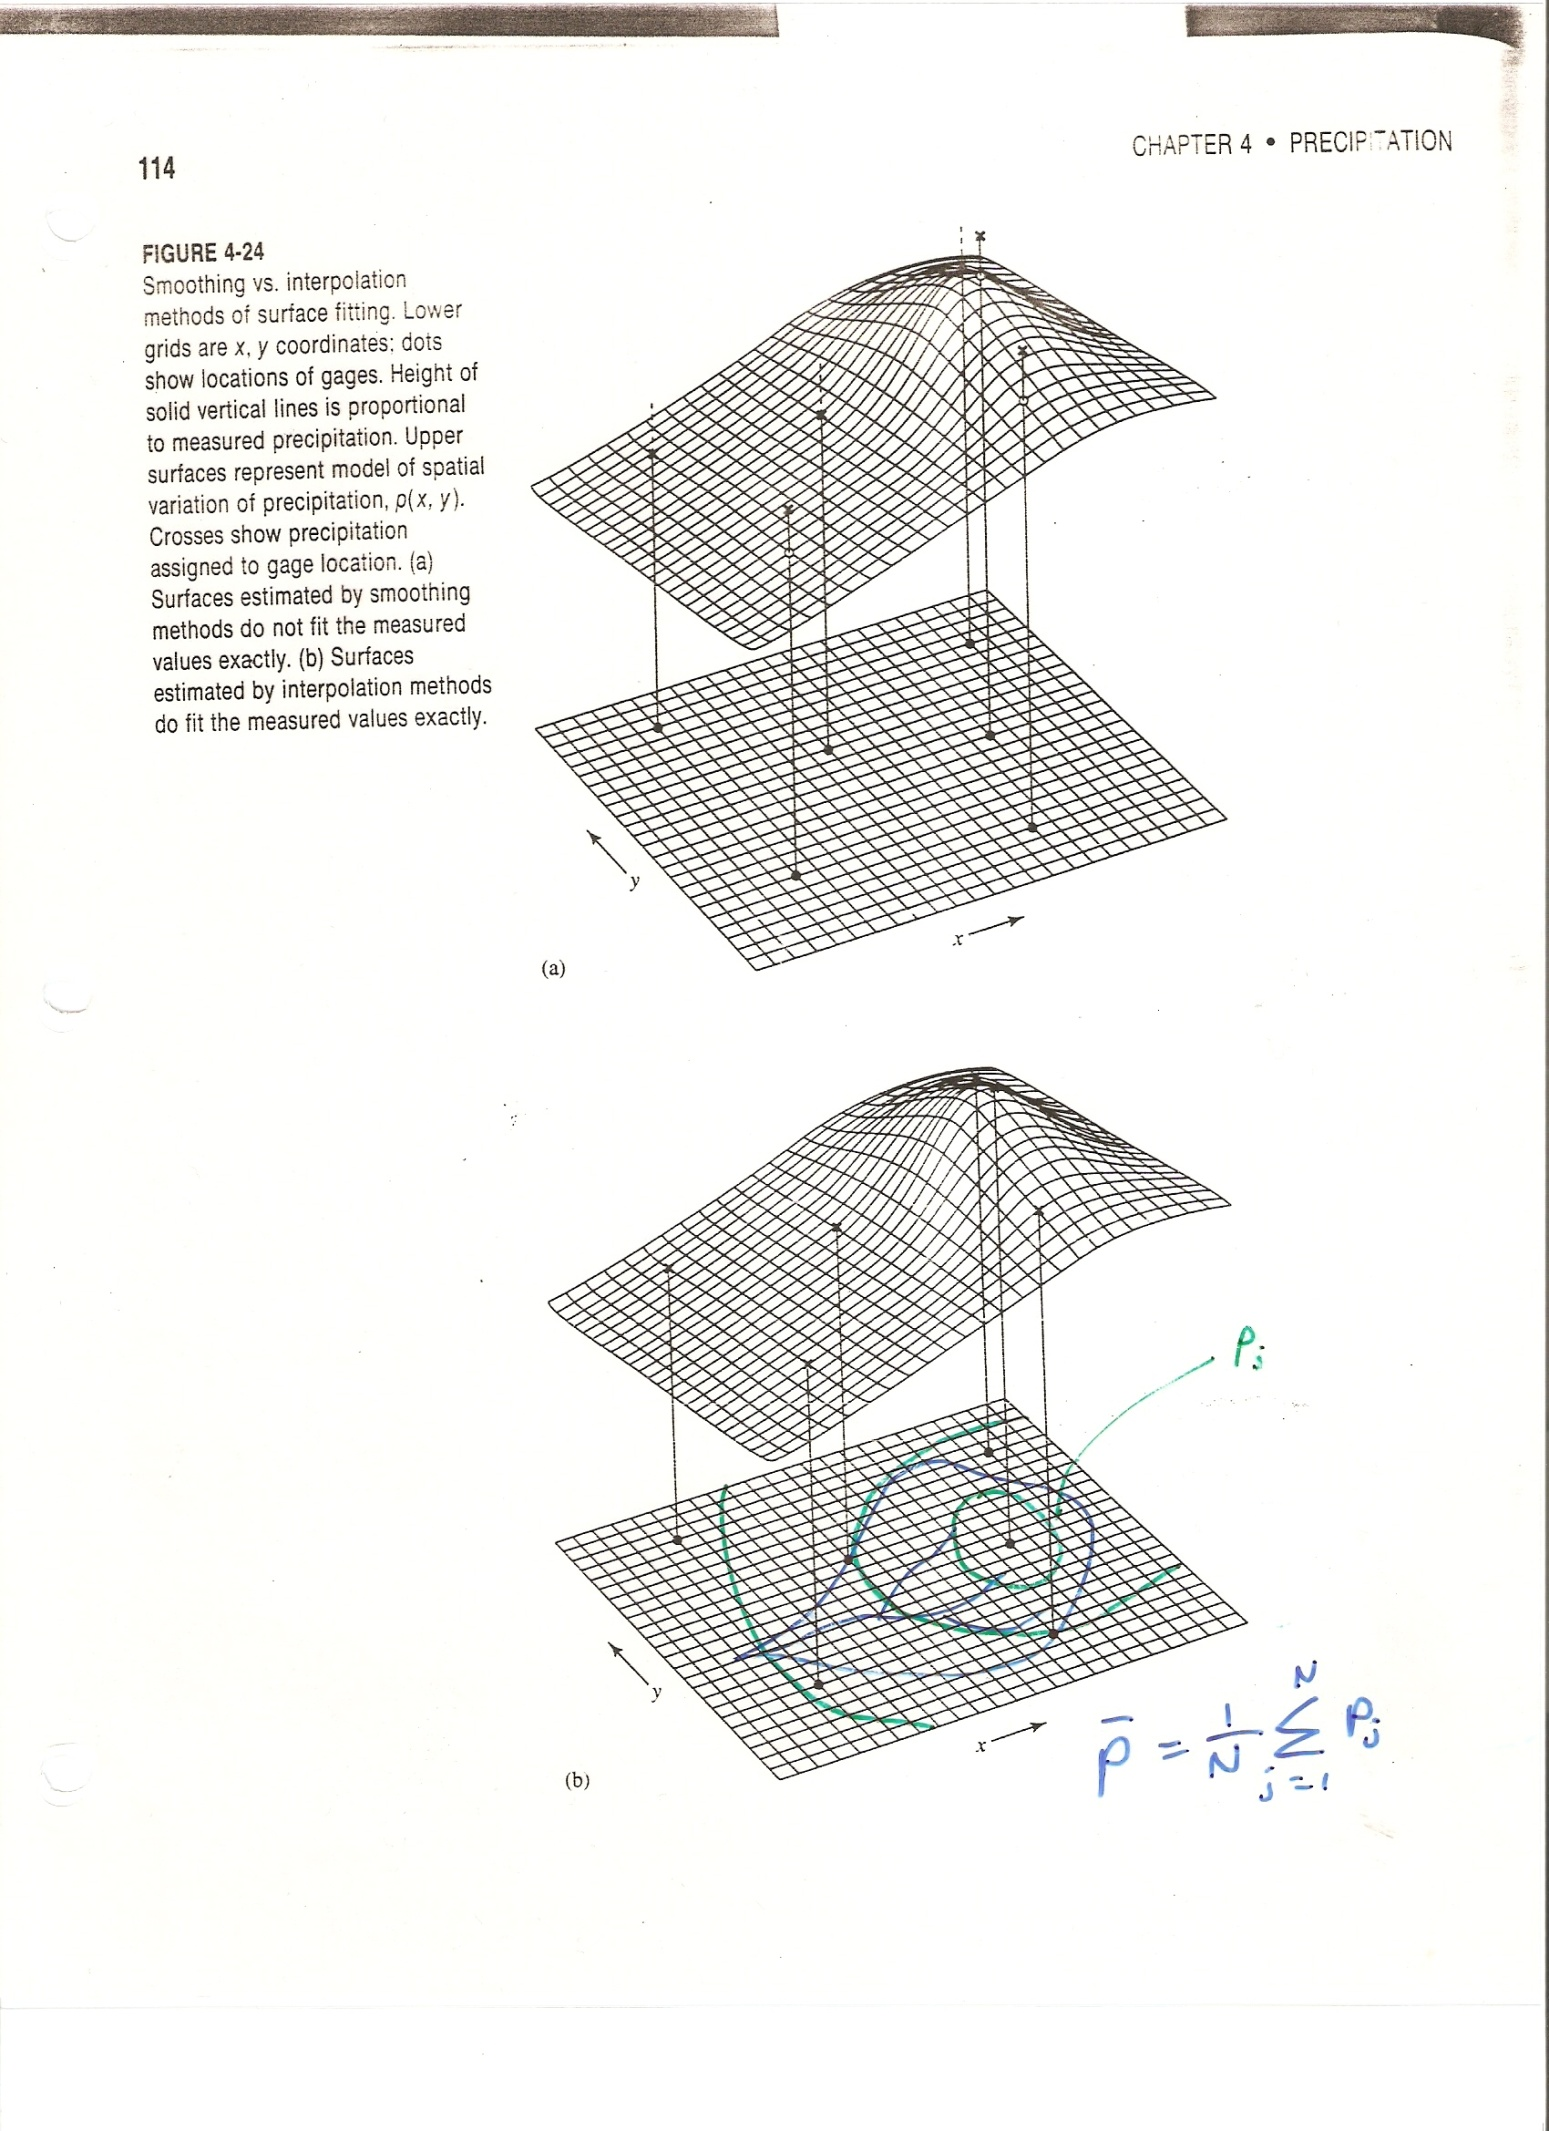 114
CHAPTER 4 • PRECIPITATION
FIGURE 4-24
Smoothing vs. interpolation
methods of surface fitting. Lower
grids are x, y coordinates; dots
show locations of gages. Height of
solid vertical lines is proportional
to measured precipitation. Upper
surfaces represent model of spatial
variation of precipitation, p(x, y).
Crosses show precipitation
assigned to gage location. (a)
Surfaces estimated by smoothing
methods do not fit the measured
values exactly. (b) Surfaces
estimated by interpolation methods
do fit the measured values exactly.
y
x
(a)
Pj
y
x
(b)
p̄ = 1/N N∑j=1 Pj